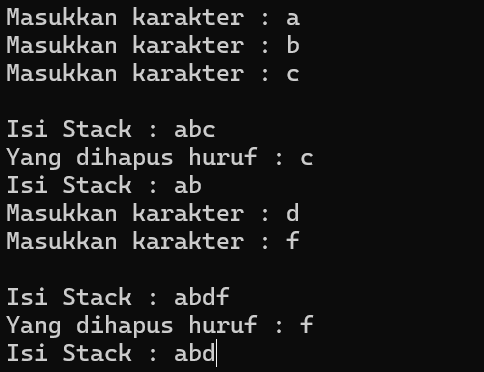 Masukkan karakter : a
Masukkan karakter : b
Masukkan karakter : c
Isi Stack : abc
Yang dihapus huruf : c
Isi Stack : ab
Masukkan karakter : d
Masukkan karakter : f
Isi Stack : abdf
Yang dihapus huruf : f
Isi Stack : abd